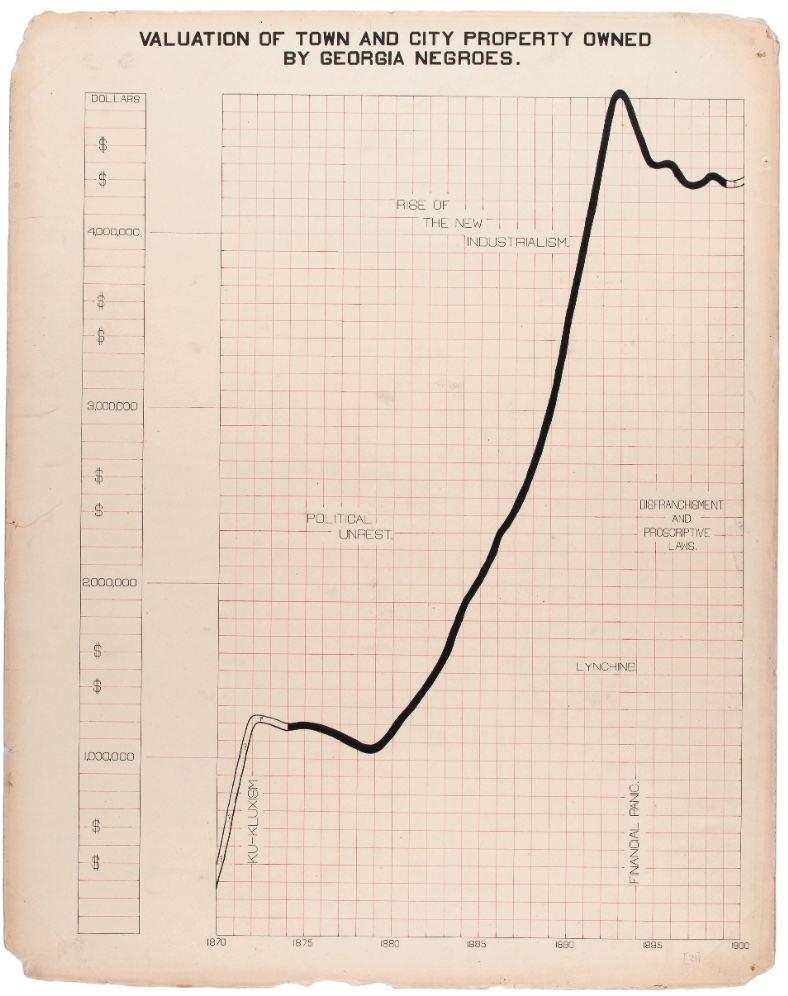 VALUATION OF TOWN AND CITY PROPERTY OWNED
BY GEORGIA NEGROES.
DOLLARS
$
$
4,000,000
$
$
3,000,000
$
$
2,000,000
$
$
1,000,000
$
$
RISE OF
THE NEW
INDUSTRIALISM.
POLITICAL
UNREST.
DISFRANCHISMENT
AND
PROSCRIPTIVE
LAWS.
LYNCHING.
KU-KLUXISM
FINANCIAL PANIC.
1870
1875
1880
1885
1890
1895
1900